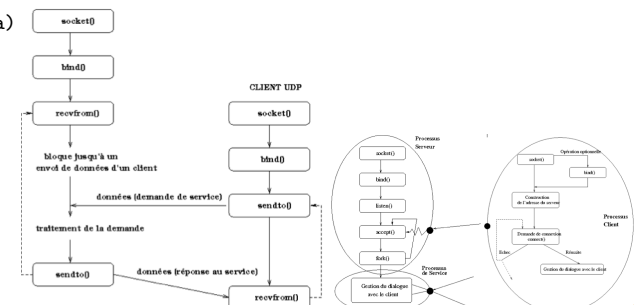 a)
socket()
bind()
recvfrom()
bloque jusqu'à un
envoi de données d'un client
traitement de la demande
sendto()
données (demande de service)
données (réponse au service)
CLIENT UDP
socket()
bind()
sendto()
recvfrom()
Processus
Serveur
socket()
bind()
listen()
accept()
fork()
Processus
de Service
Gestion du dialogue
avec le client
Opération optionnelle
socket()
bind()
Construction
de l'adresse du serveur
Processus
Client
Demande de connexion
connect()
Echec
Réussite
Gestion du dialogue avec le client